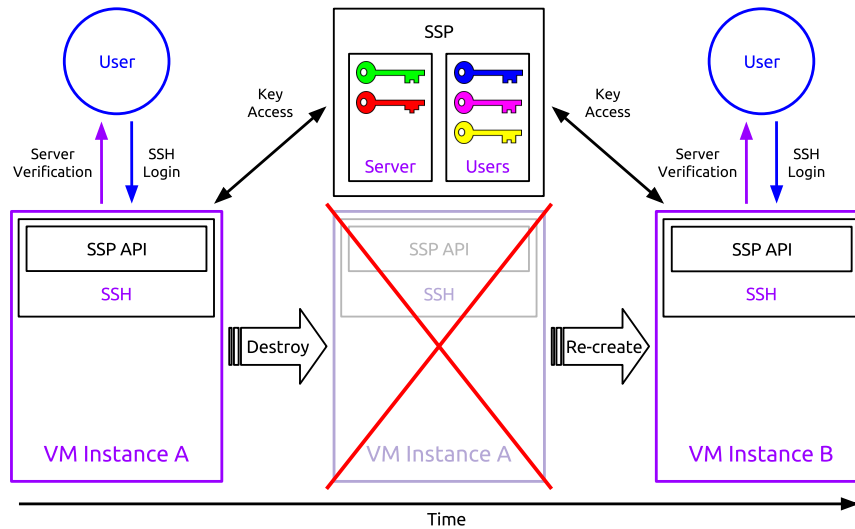 User
SSP
User
Key
Access
Key
Access
Server
Users
Server
Verification
SSH
Login
Server
Verification
SSH
Login
SSP API
SSH
SSP API
SSH
SSP API
SSH
Destroy
Re-create
VM Instance A
VM Instance A
VM Instance B
Time